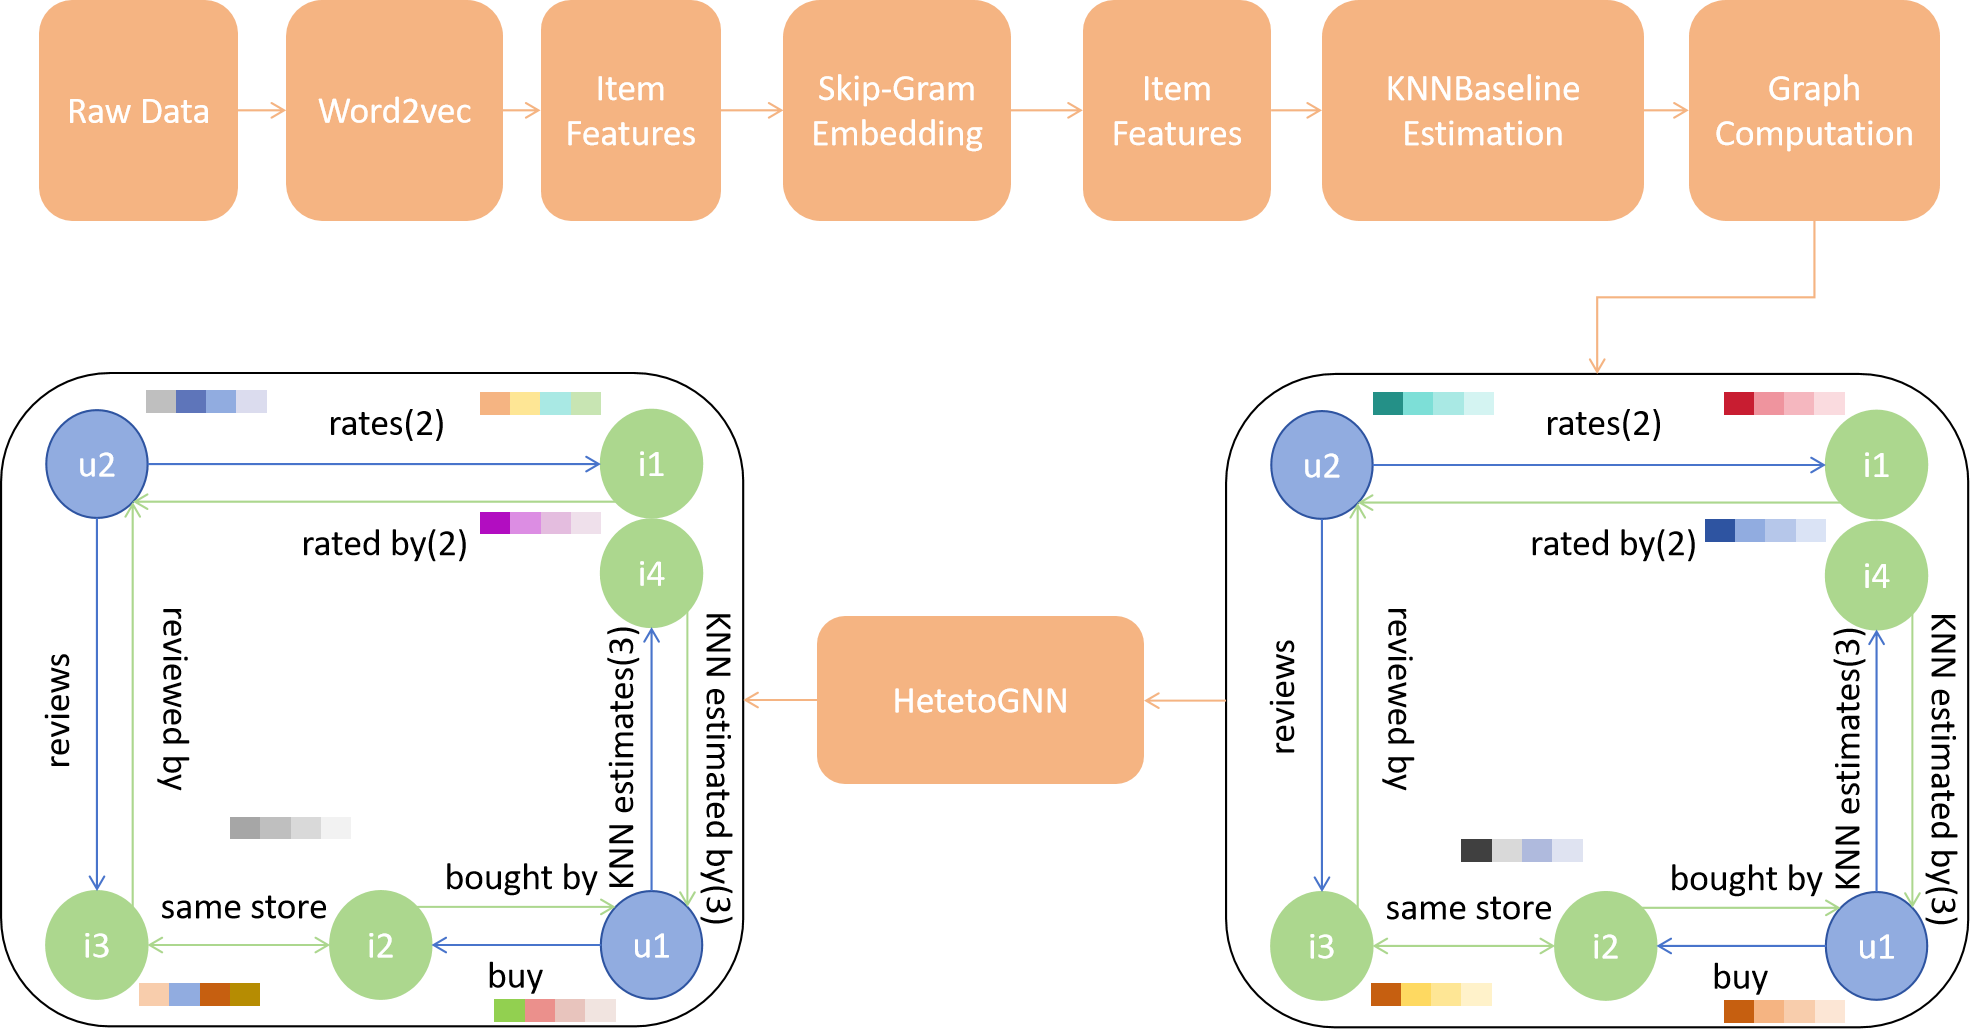 Raw Data
Word2vec
Item
Features
Skip-Gram
Embedding
Item
Features
KNNBaseline
Estimation
Graph
Computation
u2
rates(2)
i1
rated by(2)
i4
reviews
reviewed by
KNN estimates(3)
KNN estimated by(3)
bought by
same store
i3
i2
u1
buy
HetetoGNN
u2
rates(2)
i1
rated by(2)
i4
reviews
reviewed by
KNN estimates(3)
KNN estimated by(3)
bought by
same store
i3
i2
u1
buy